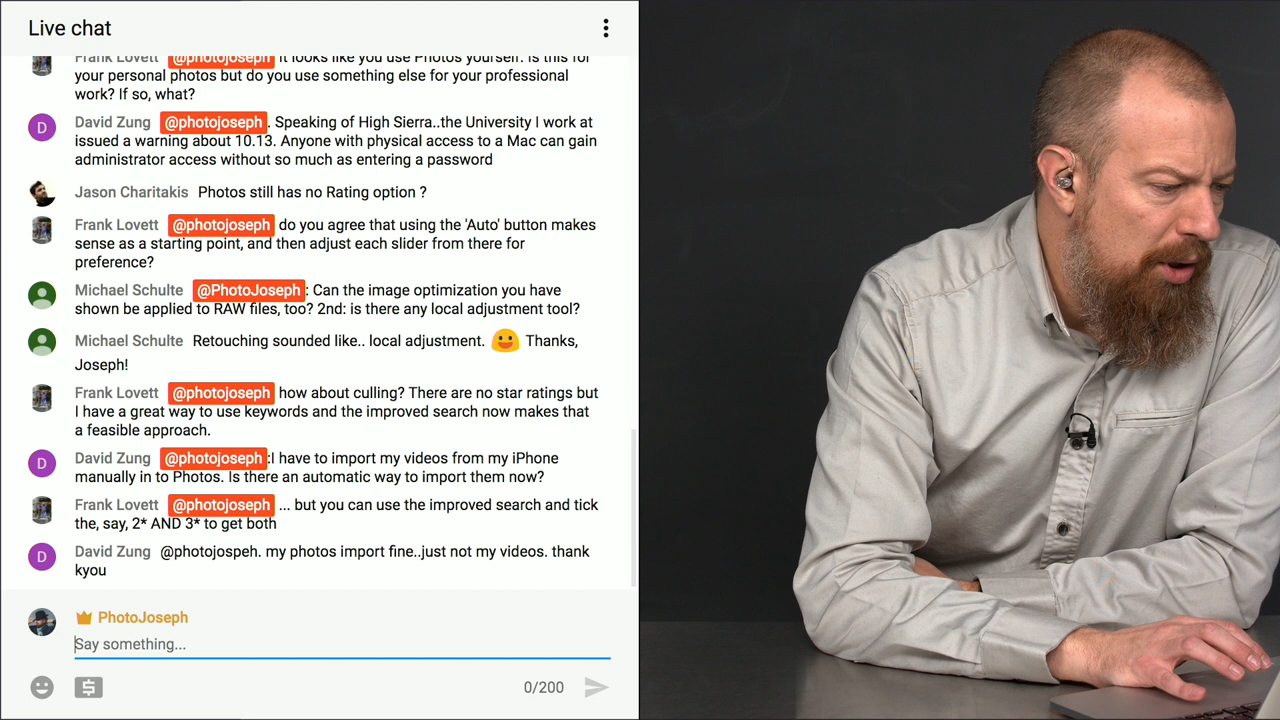 Live chat
Frank Lovett @photojoseph It looks like you use Photos yourself. Is this for
your personal photos but do you use something else for your professional
work? If so, what?
D David Zung @photojoseph. Speaking of High Sierra..the University I work at
issued a warning about 10.13. Anyone with physical access to a Mac can gain
administrator access without so much as entering a password
Jason Charitakis Photos still has no Rating option ?
Frank Lovett @photojoseph do you agree that using the 'Auto' button makes
sense as a starting point, and then adjust each slider from there for
preference?
Michael Schulte @PhotoJoseph: Can the image optimization you have
shown be applied to RAW files, too? 2nd: is there any local adjustment tool?
Michael Schulte Retouching sounded like.. local adjustment. 😃 Thanks,
Joseph!
Frank Lovett @photojoseph how about culling? There are no star ratings but
I have a great way to use keywords and the improved search now makes that
a feasible approach.
D David Zung @photojoseph:I have to import my videos from my iPhone
manually in to Photos. Is there an automatic way to import them now?
Frank Lovett @photojoseph ... but you can use the improved search and tick
the, say, 2* AND 3* to get both
D David Zung @photojospeh. my photos import fine..just not my videos. thank
kyou
PhotoJoseph
Say something...
$ 0/200